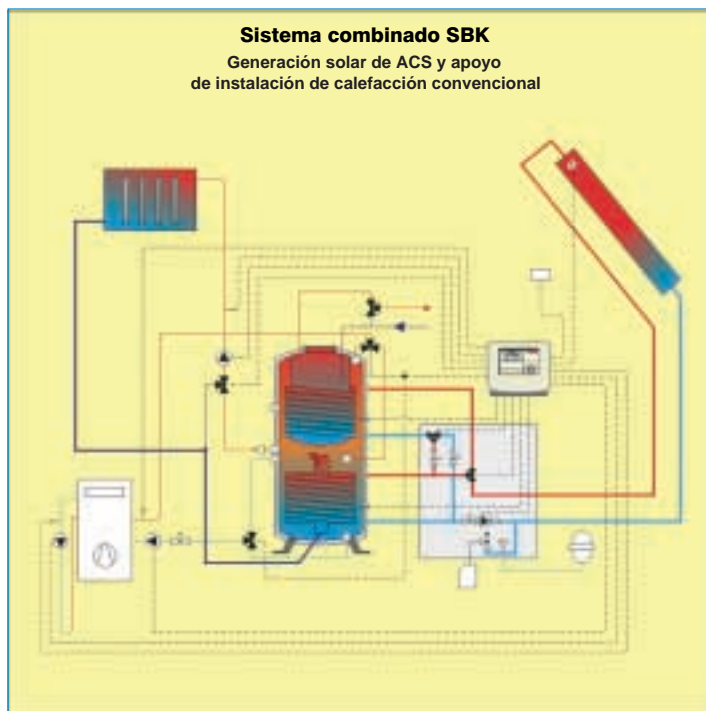 Sistema combinado SBK
Generación solar de ACS y apoyo
de instalación de calefacción convencional